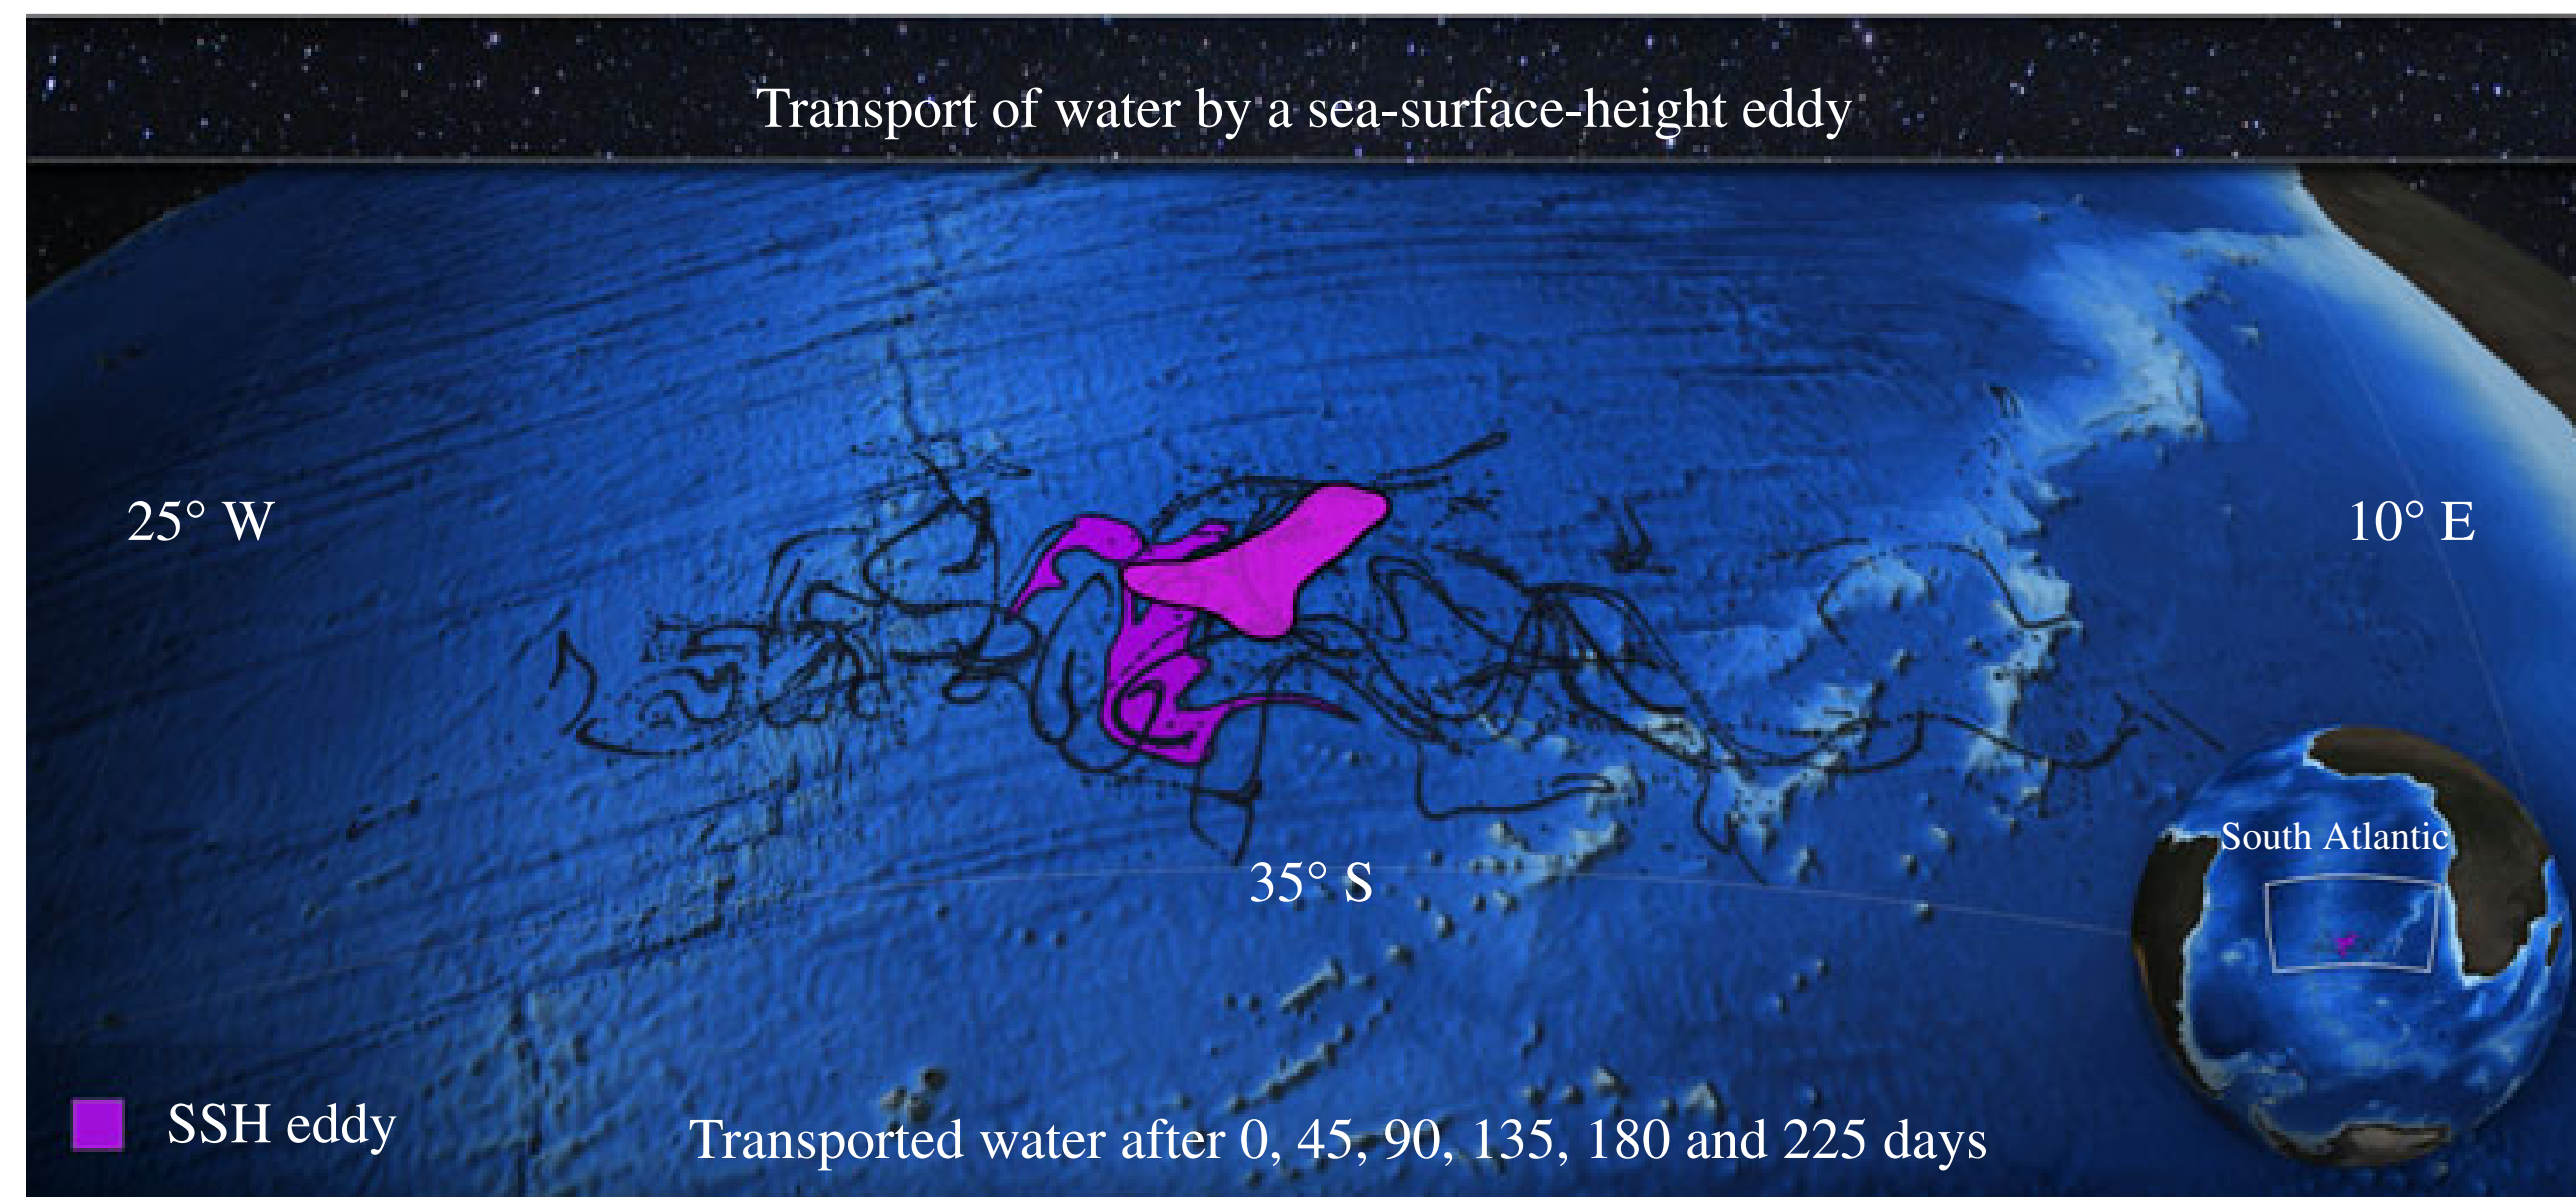 Transport of water by a sea-surface-height eddy
25° W
10° E
South Atlantic
35° S
SSH eddy
Transported water after 0, 45, 90, 135, 180 and 225 days